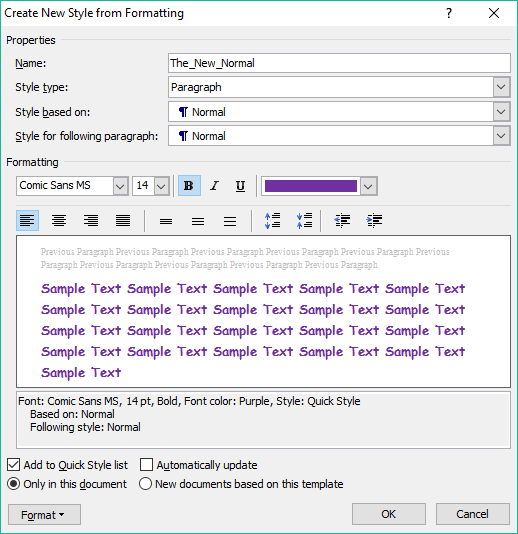 Create New Style from Formatting
Properties
Name: The_New_Normal
Style type: Paragraph
Style based on: ¶ Normal
Style for following paragraph: ¶ Normal
Formatting
Comic Sans MS 14 B I U
Previous Paragraph Previous Paragraph Previous Paragraph Previous Paragraph Previous
Paragraph Previous Paragraph Previous Paragraph Previous Paragraph
Sample Text Sample Text Sample Text Sample Text Sample Text
Sample Text Sample Text Sample Text Sample Text Sample Text
Sample Text Sample Text Sample Text Sample Text Sample Text
Sample Text Sample Text Sample Text Sample Text Sample Text
Sample Text
Font: Comic Sans MS, 14 pt, Bold, Font color: Purple, Style: Quick Style
Based on: Normal
Following style: Normal
Add to Quick Style list Automatically update
Only in this document New documents based on this template
Format OK Cancel